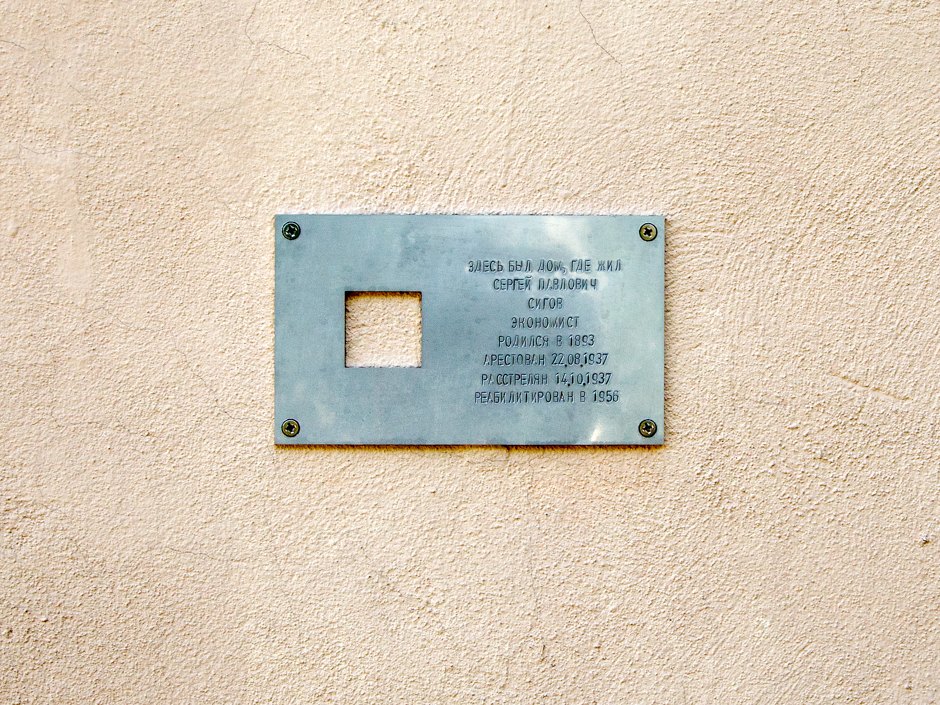 ЗДЕСЬ БЫЛ ДОМ, ГДЕ ЖИЛ
СЕРГЕЙ ПАВЛОВИЧ
СИГОВ
ЭКОНОМИСТ
РОДИЛСЯ В 1893
АРЕСТОВАН 22.08.1937
РАССТРЕЛЯН 14.10.1937
РЕАБИЛИТИРОВАН В 1956